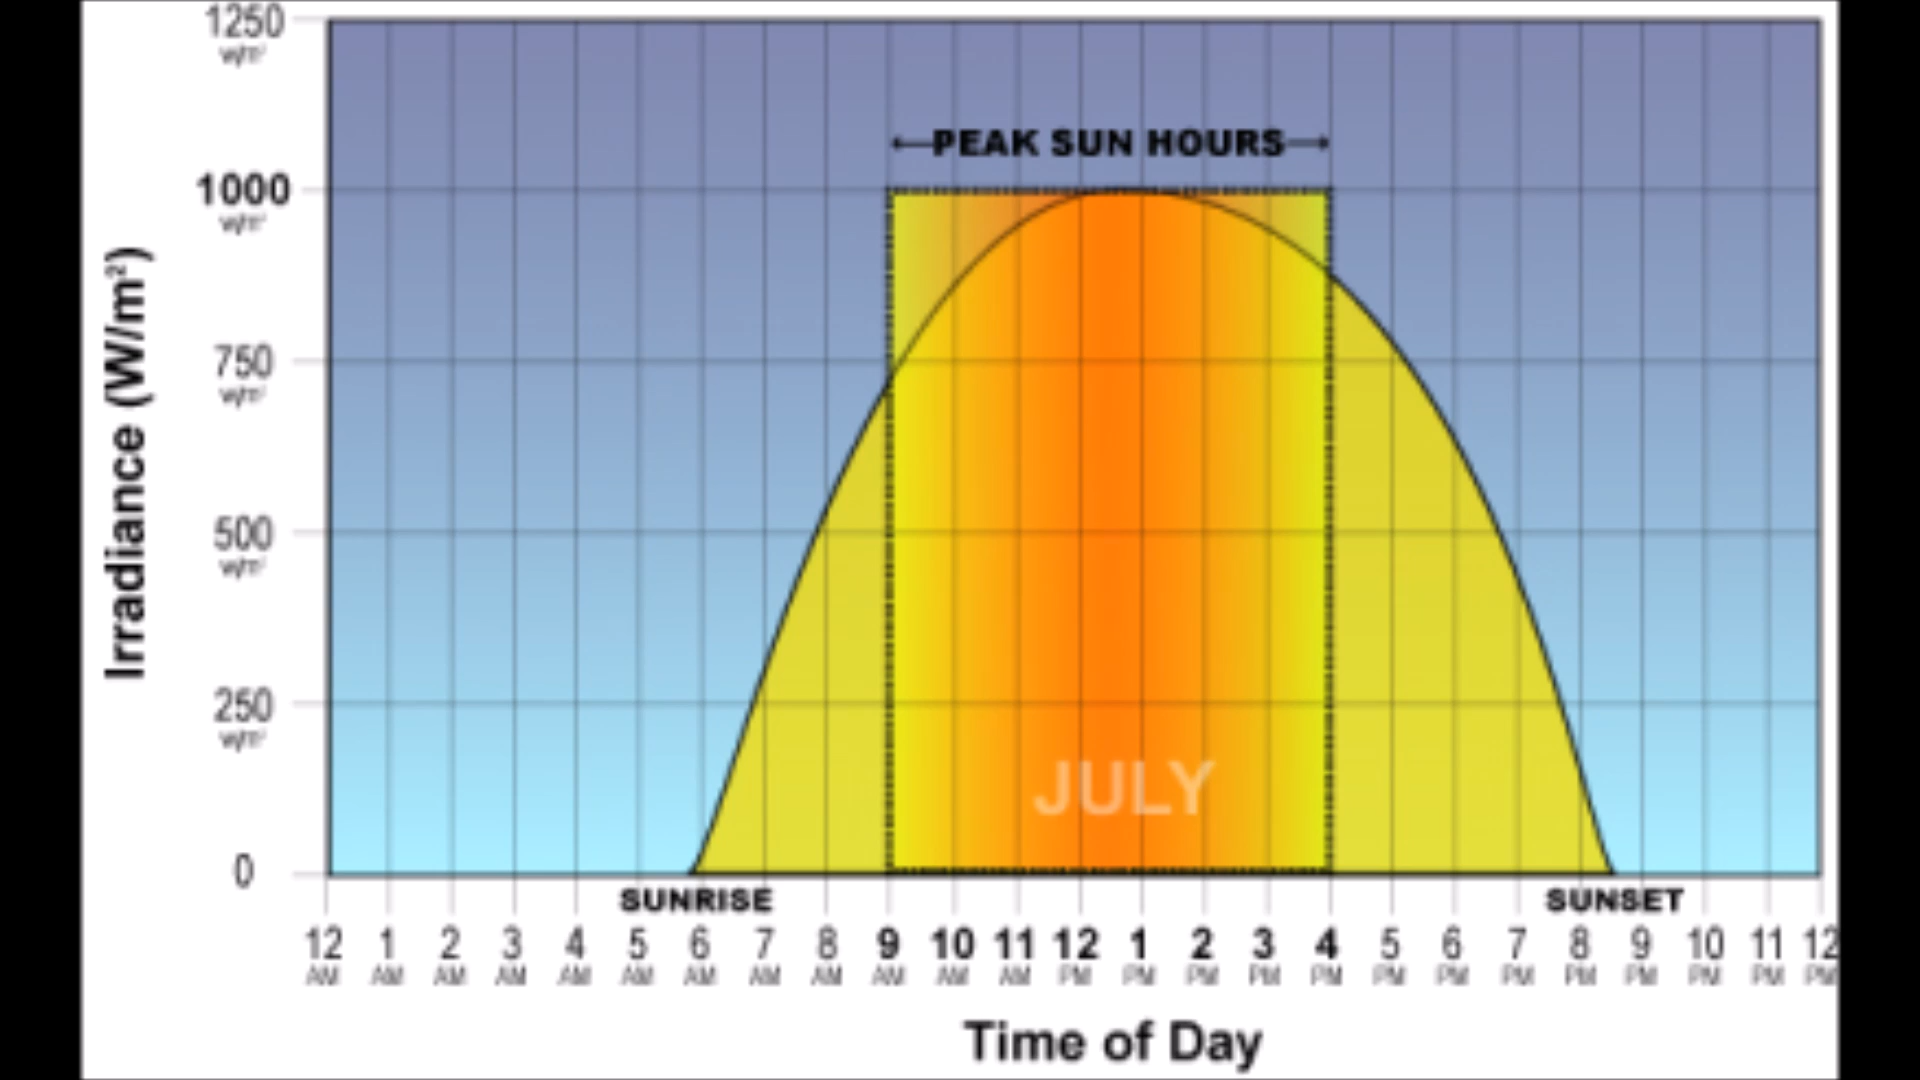 1250
W/m²
PEAK SUN HOURS
1000
W/m²
750
W/m²
500
W/m²
250
W/m²
0
Irradiance (W/m²)
JULY
SUNRISE
SUNSET
12 1 2 3 4 5 6 7 8 9 10 11 12 1 2 3 4 5 6 7 8 9 10 11 12
AM AM AM AM AM AM AM AM AM AM AM AM PM PM PM PM PM PM PM PM PM PM PM PM PM
Time of Day